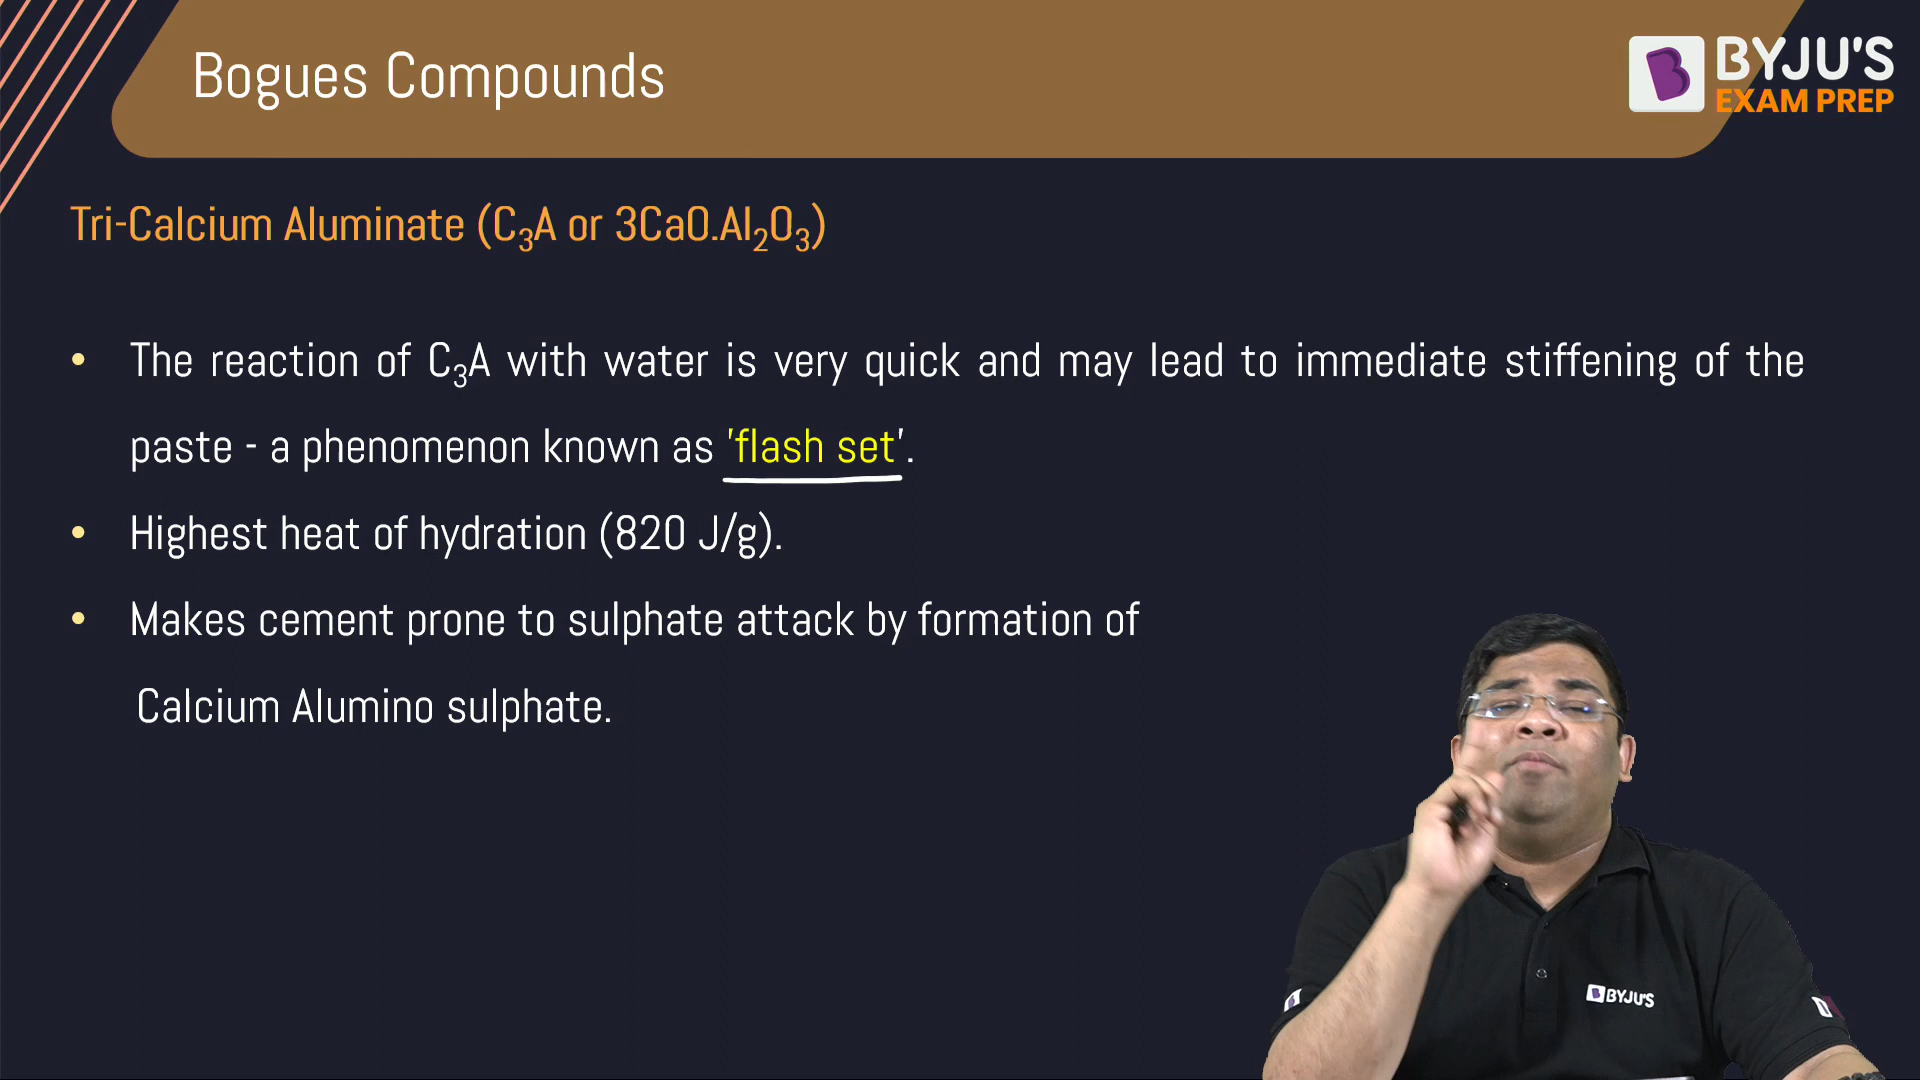 Bogues Compounds
BYJU'S
EXAM PREP
Tri-Calcium Aluminate (C₃A or 3CaO.Al₂O₃)
• The reaction of C₃A with water is very quick and may lead to immediate stiffening of the
paste - a phenomenon known as 'flash set'.
• Highest heat of hydration (820 J/g).
• Makes cement prone to sulphate attack by formation of
Calcium Alumino sulphate.
BYJU'S